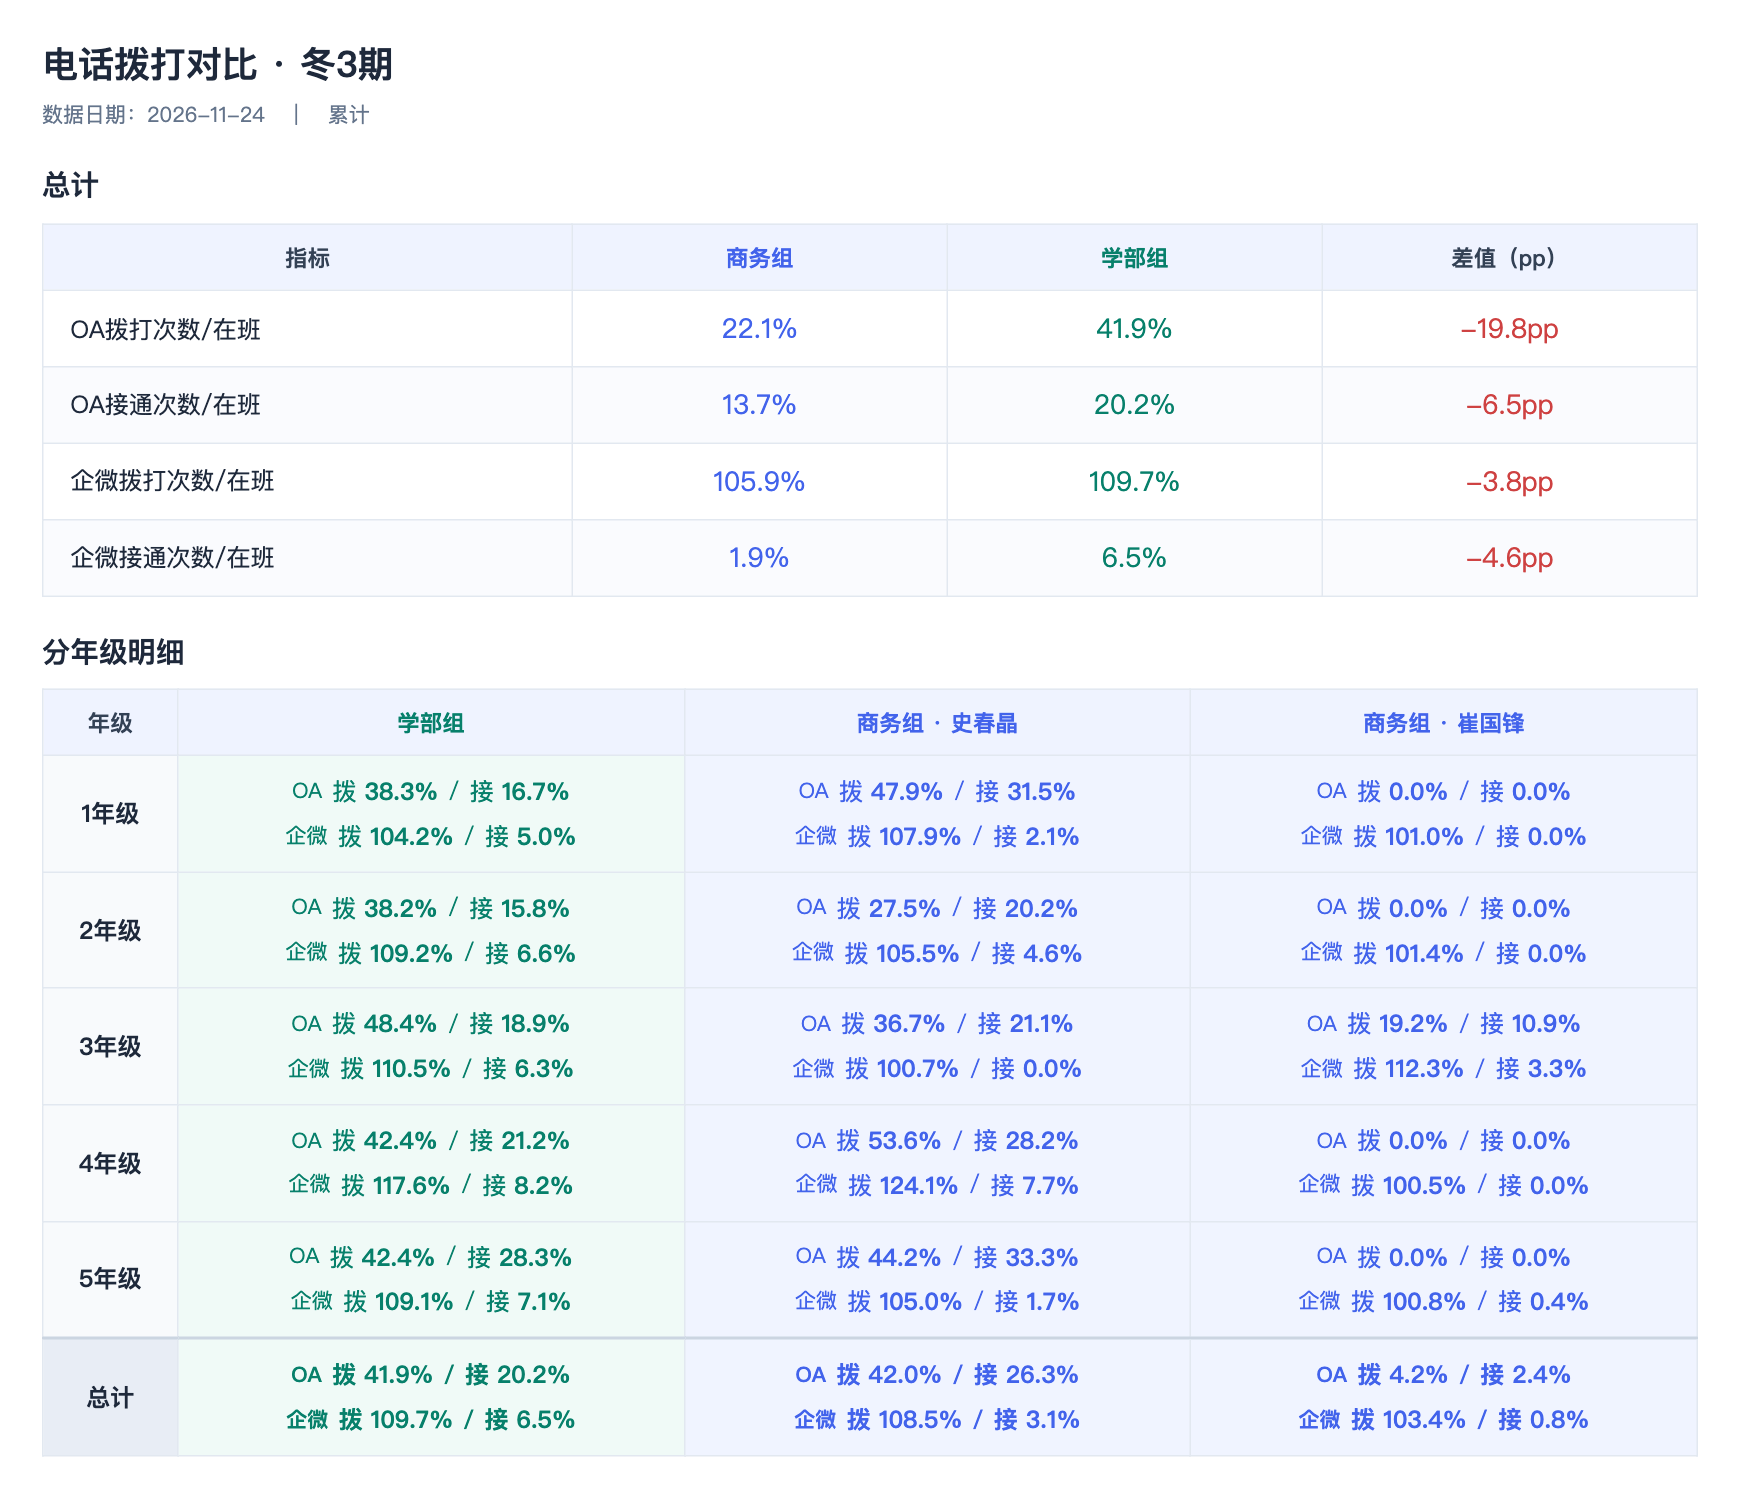 电话拨打对比 · 冬3期
数据日期：2026-11-24 | 累计
总计
指标 商务组 学部组 差值（pp）
OA拨打次数/在班 22.1% 41.9% -19.8pp
OA接通次数/在班 13.7% 20.2% -6.5pp
企微拨打次数/在班 105.9% 109.7% -3.8pp
企微接通次数/在班 1.9% 6.5% -4.6pp
分年级明细
年级 学部组 商务组 · 史春晶 商务组 · 崔国锋
1年级
OA 拨 38.3% / 接 16.7%
企微 拨 104.2% / 接 5.0%
OA 拨 47.9% / 接 31.5%
企微 拨 107.9% / 接 2.1%
OA 拨 0.0% / 接 0.0%
企微 拨 101.0% / 接 0.0%
2年级
OA 拨 38.2% / 接 15.8%
企微 拨 109.2% / 接 6.6%
OA 拨 27.5% / 接 20.2%
企微 拨 105.5% / 接 4.6%
OA 拨 0.0% / 接 0.0%
企微 拨 101.4% / 接 0.0%
3年级
OA 拨 48.4% / 接 18.9%
企微 拨 110.5% / 接 6.3%
OA 拨 36.7% / 接 21.1%
企微 拨 100.7% / 接 0.0%
OA 拨 19.2% / 接 10.9%
企微 拨 112.3% / 接 3.3%
4年级
OA 拨 42.4% / 接 21.2%
企微 拨 117.6% / 接 8.2%
OA 拨 53.6% / 接 28.2%
企微 拨 124.1% / 接 7.7%
OA 拨 0.0% / 接 0.0%
企微 拨 100.5% / 接 0.0%
5年级
OA 拨 42.4% / 接 28.3%
企微 拨 109.1% / 接 7.1%
OA 拨 44.2% / 接 33.3%
企微 拨 105.0% / 接 1.7%
OA 拨 0.0% / 接 0.0%
企微 拨 100.8% / 接 0.4%
总计
OA 拨 41.9% / 接 20.2%
企微 拨 109.7% / 接 6.5%
OA 拨 42.0% / 接 26.3%
企微 拨 108.5% / 接 3.1%
OA 拨 4.2% / 接 2.4%
企微 拨 103.4% / 接 0.8%